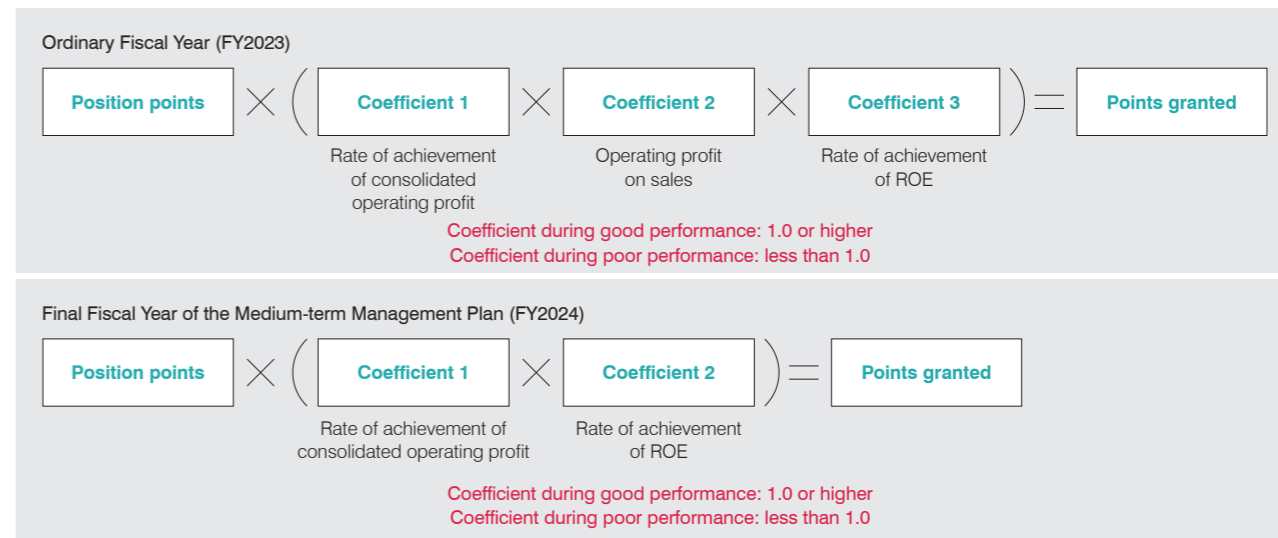 Ordinary Fiscal Year (FY2023)
Position points × ( Coefficient 1 × Coefficient 2 × Coefficient 3 ) = Points granted
Rate of achievement
of consolidated
operating profit
Operating profit
on sales
Rate of achievement
of ROE
Coefficient during good performance: 1.0 or higher
Coefficient during poor performance: less than 1.0
Final Fiscal Year of the Medium-term Management Plan (FY2024)
Position points × ( Coefficient 1 × Coefficient 2 ) = Points granted
Rate of achievement of
consolidated operating profit
Rate of achievement
of ROE
Coefficient during good performance: 1.0 or higher
Coefficient during poor performance: less than 1.0